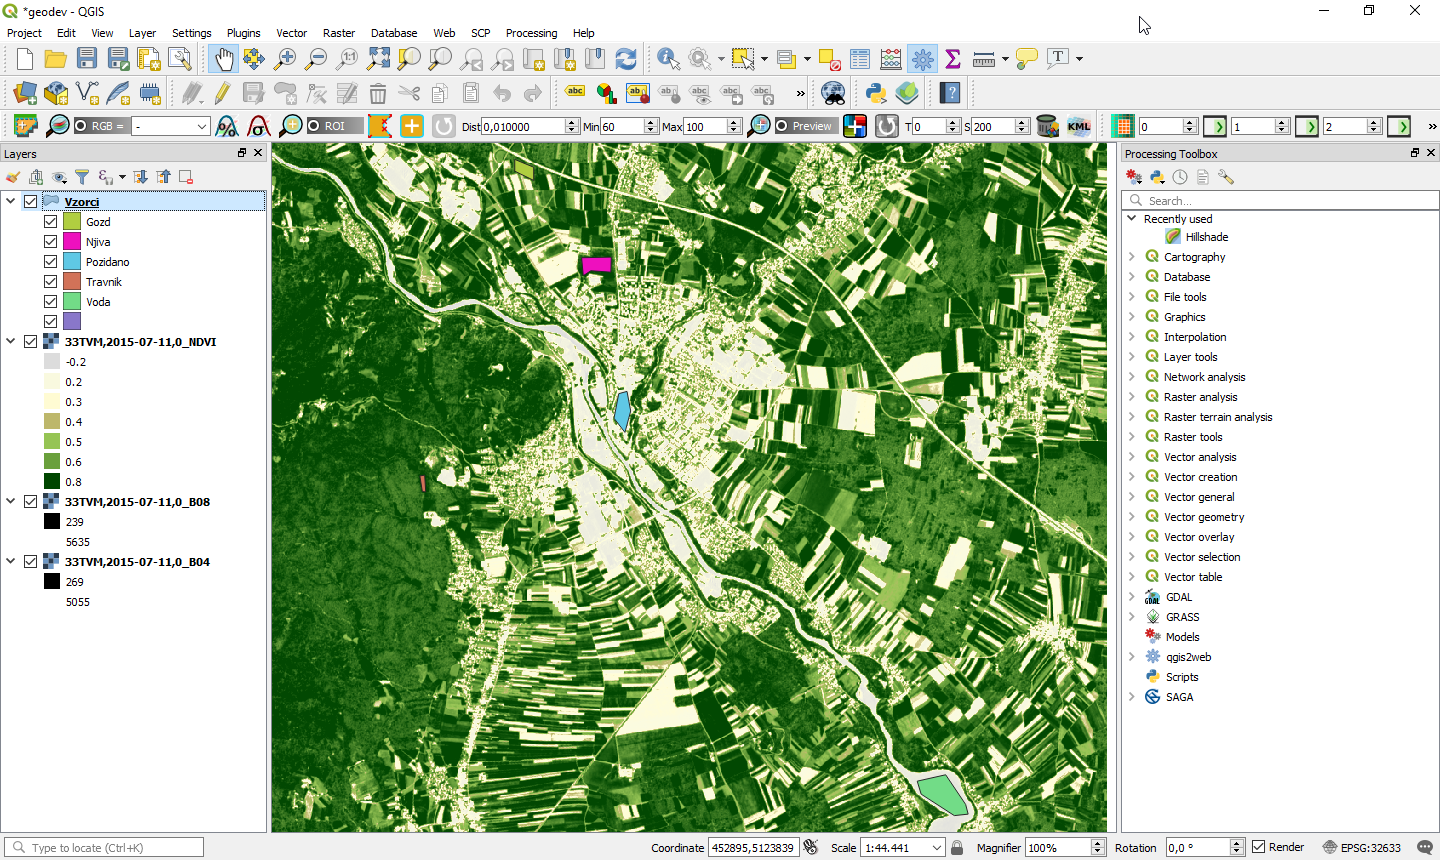 *geodev - QGIS
Project Edit View Layer Settings Plugins Vector Raster Database Web SCP Processing Help
RGB = - ROI Dist 0,010000 Min 60 Max 100 Preview T 0 S 200 KML 0 1 2 »
Layers
Processing Toolbox
Search...
Vzorci
Gozd
Njiva
Pozidano
Travnik
Voda
33TVM,2015-07-11,0_NDVI
-0.2
0.2
0.3
0.4
0.5
0.6
0.8
33TVM,2015-07-11,0_B08
239
5635
33TVM,2015-07-11,0_B04
269
5055
Recently used
Hillshade
Cartography
Database
File tools
Graphics
Interpolation
Layer tools
Network analysis
Raster analysis
Raster terrain analysis
Raster tools
Vector analysis
Vector creation
Vector general
Vector geometry
Vector overlay
Vector selection
Vector table
GDAL
GRASS
Models
qgis2web
Scripts
SAGA
Type to locate (Ctrl+K) Coordinate 452895,5123839 Scale 1:44.441 Magnifier 100% Rotation 0,0 ° Render EPSG:32633